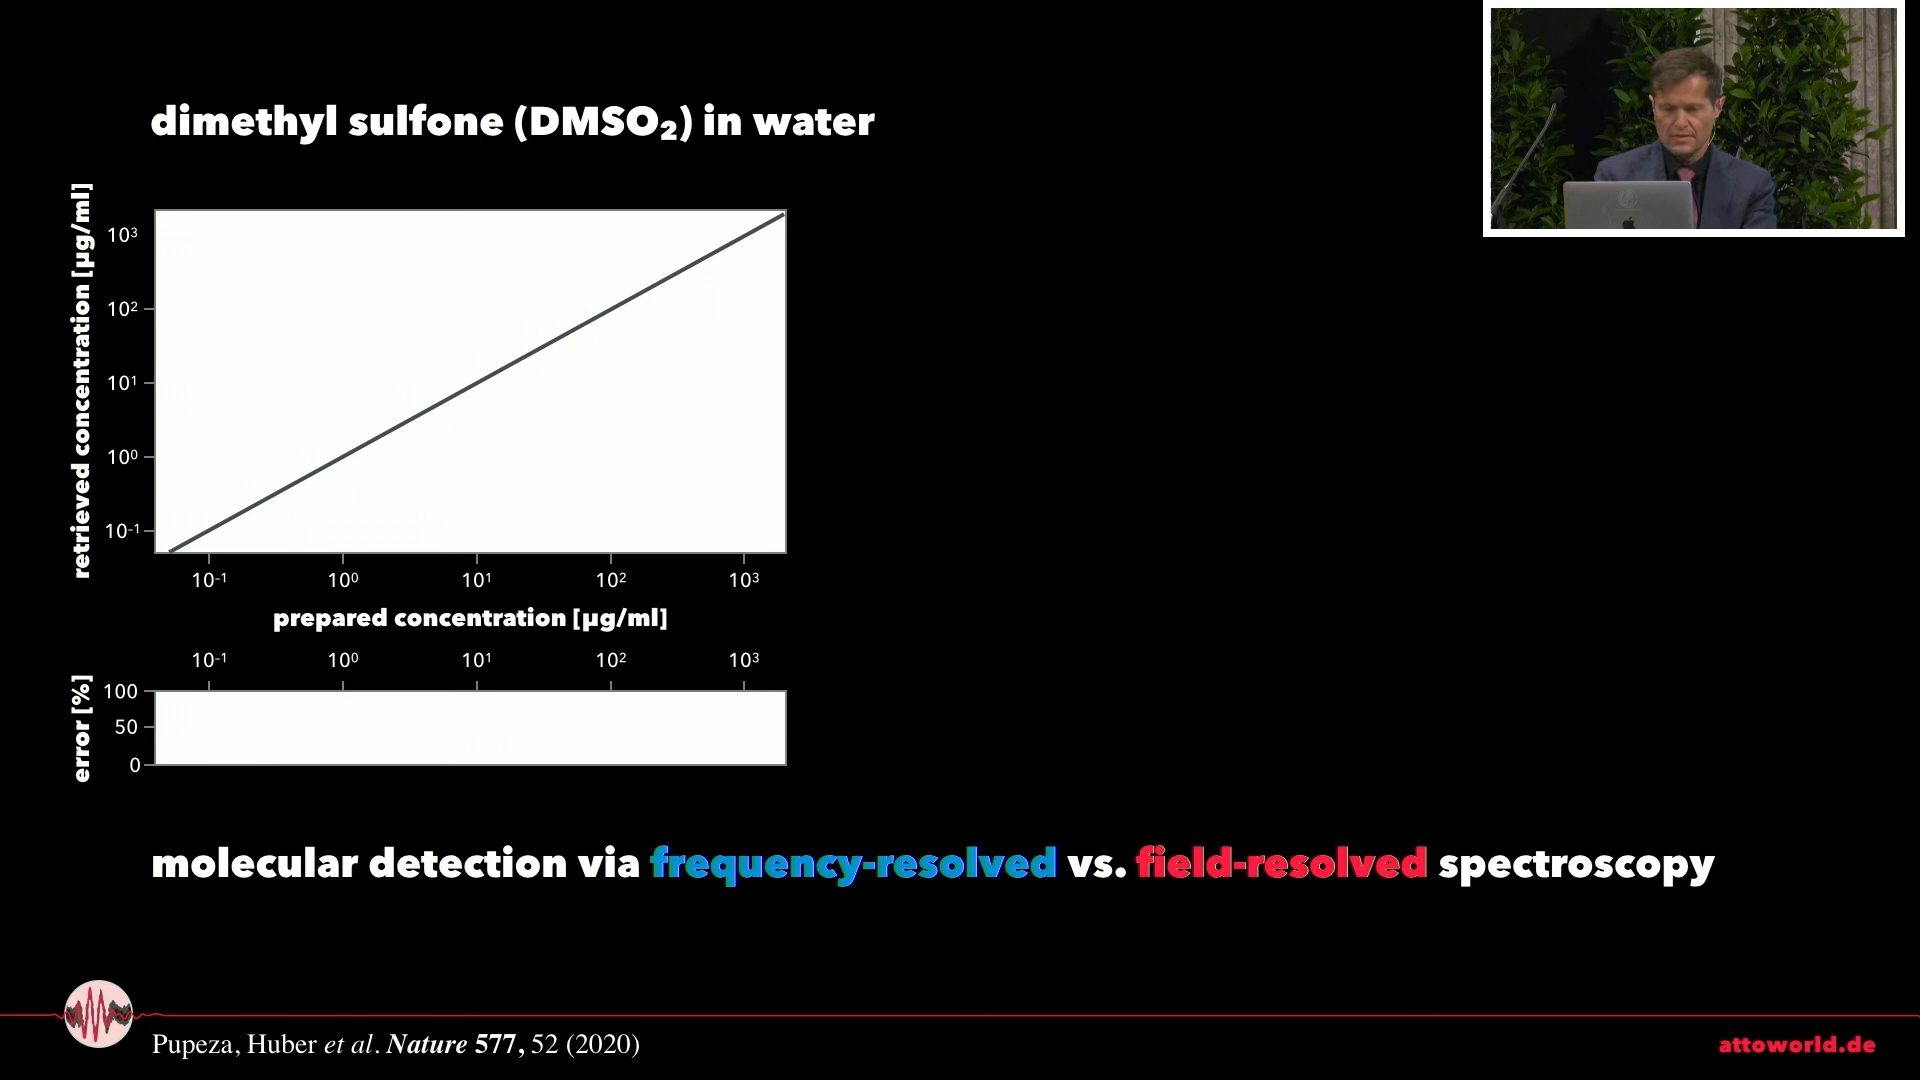 dimethyl sulfone (DMSO₂) in water
retrieved concentration [µg/ml]
10³
10²
10¹
10⁰
10⁻¹
10⁻¹ 10⁰ 10¹ 10² 10³
prepared concentration [µg/ml]
10⁻¹ 10⁰ 10¹ 10² 10³
error [%]
100
50
0
molecular detection via frequency-resolved vs. field-resolved spectroscopy
Pupeza, Huber et al. Nature 577, 52 (2020)
attoworld.de